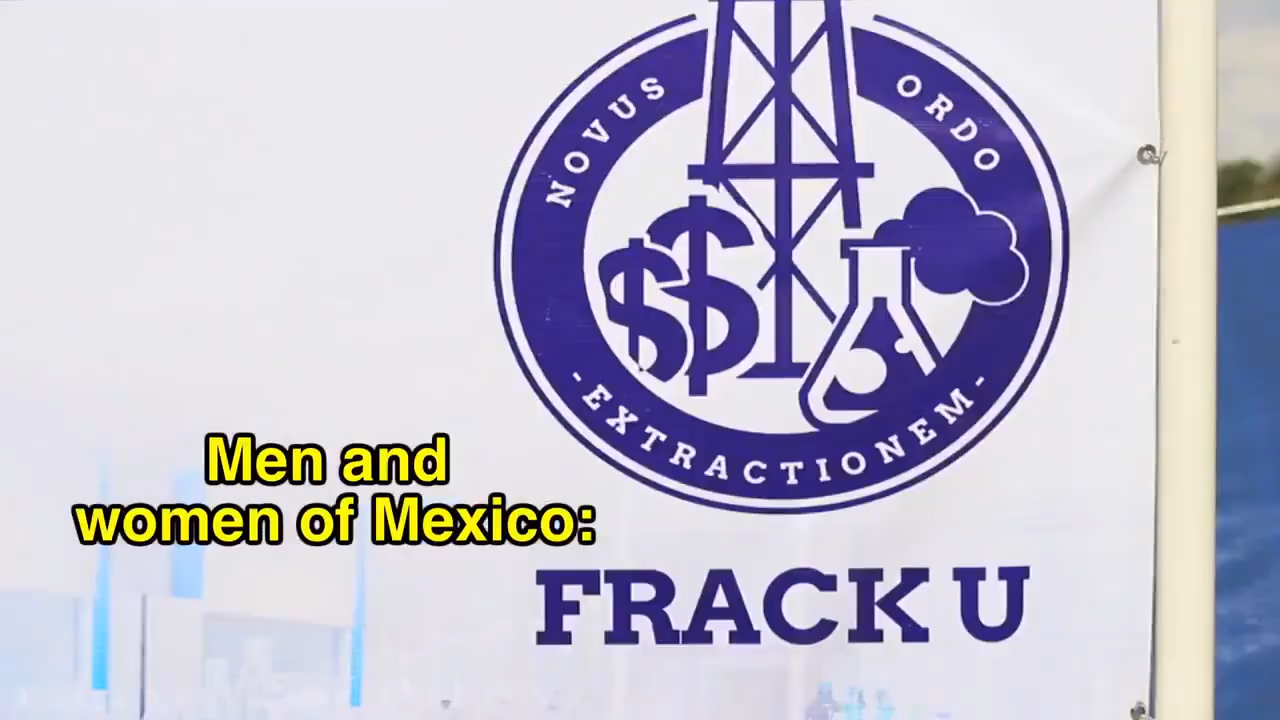 NOVUS ORDO
- EXTRACTIONEM -
Men and
women of Mexico:
FRACK U